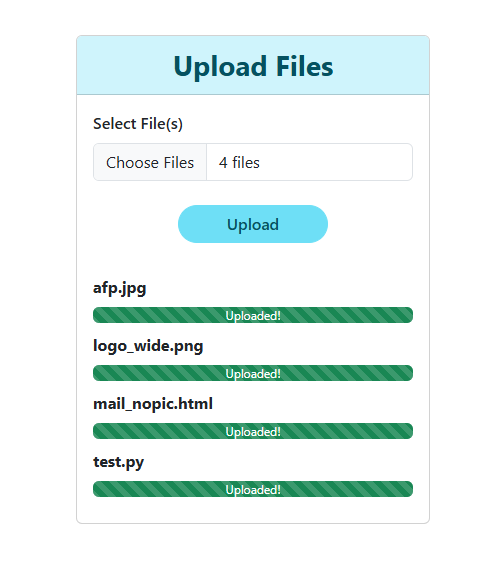 Upload Files
Select File(s)
Choose Files 4 files
Upload
afp.jpg
Uploaded!
logo_wide.png
Uploaded!
mail_nopic.html
Uploaded!
test.py
Uploaded!